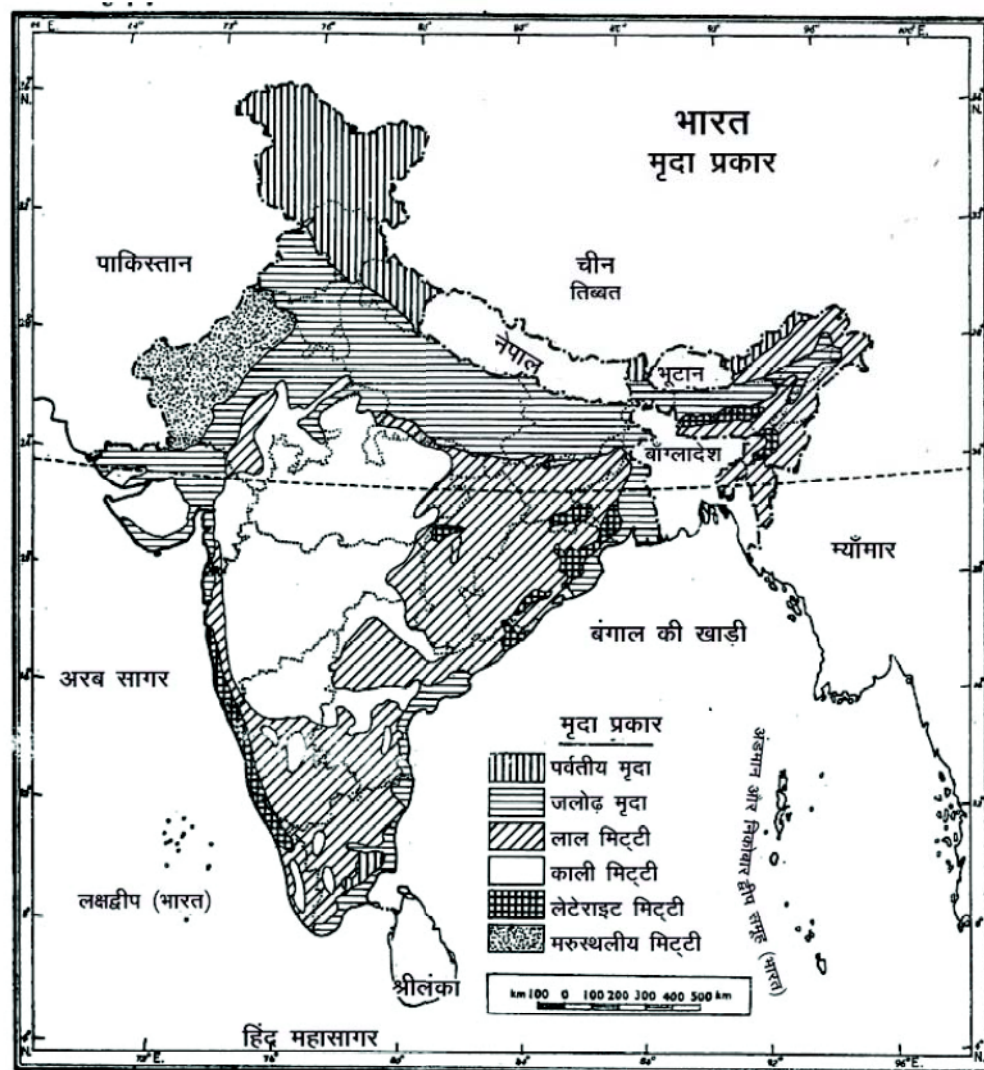 भारत
मृदा प्रकार
पाकिस्तान
चीन
तिब्बत
नेपाल
भूटान
बांग्लादेश
म्याँमार
बंगाल की खाड़ी
अरब सागर
मृदा प्रकार
पर्वतीय मृदा
जलोढ़ मृदा
लाल मिट्टी
काली मिट्टी
लेटेराइट मिट्टी
मरुस्थलीय मिट्टी
अंडमान और निकोबार द्वीप समूह (भारत)
लक्षद्वीप (भारत)
श्रीलंका
km 100 0 100 200 300 400 500 km
हिंद महासागर